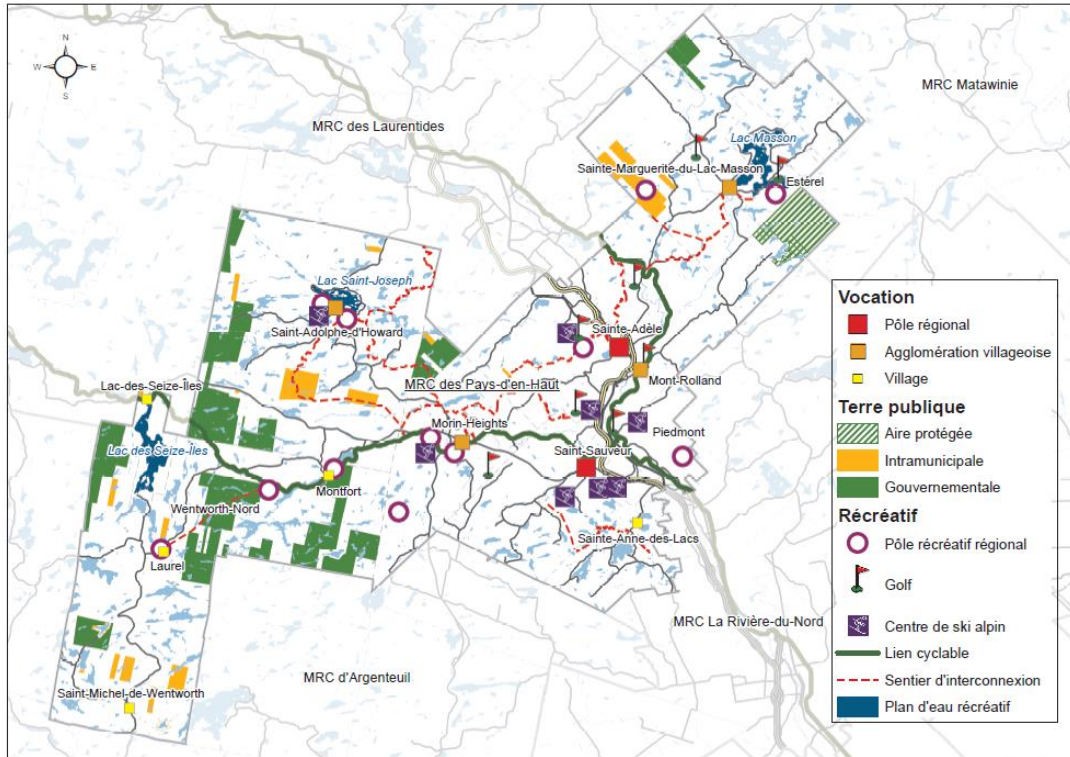 N
W E
S
MRC Matawinie
MRC des Laurentides
Lac Masson
Sainte-Marguerite-du-Lac-Masson
Estérel
Lac Saint-Joseph
Saint-Adolphe-d'Howard
Sainte-Adèle
MRC des Pays-d'en-Haut
Mont-Rolland
Lac-des-Seize-Îles
Morin-Heights
Piedmont
Lac des Seize-Îles
Saint-Sauveur
Montfort
Wentworth-Nord
Sainte-Anne-des-Lacs
Laurel
MRC La Rivière-du-Nord
MRC d'Argenteuil
Saint-Michel-de-Wentworth
Vocation
Pôle régional
Agglomération villageoise
Village
Terre publique
Aire protégée
Intramunicipale
Gouvernementale
Récréatif
Pôle récréatif régional
Golf
Centre de ski alpin
Lien cyclable
Sentier d'interconnexion
Plan d'eau récréatif